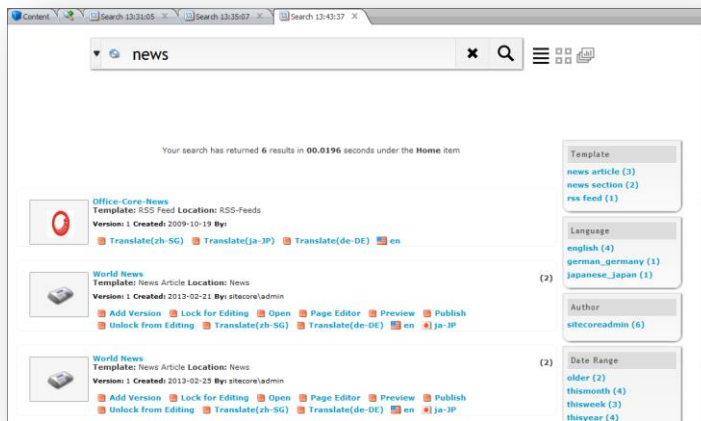 Content
Search 13:31:05
Search 13:35:07
Search 13:43:37
news
Your search has returned 6 results in 00.0196 seconds under the Home item
Office-Core-News
Template: RSS Feed Location: RSS-Feeds
Version: 1 Created: 2009-10-19 By:
Translate(zh-SG) Translate(ja-JP) Translate(de-DE) en
World News (2)
Template: News Article Location: News
Version: 1 Created: 2013-02-21 By: sitecore\admin
Add Version Lock for Editing Open Page Editor Preview Publish
Unlock from Editing Translate(zh-SG) Translate(de-DE) en ja-JP
World News (2)
Template: News Article Location: News
Version: 1 Created: 2013-02-25 By: sitecore\admin
Add Version Lock for Editing Open Page Editor Preview Publish
Unlock from Editing Translate(zh-SG) Translate(de-DE) en ja-JP
Template
news article (3)
news section (2)
rss feed (1)
Language
english (4)
german_germany (1)
japanese_japan (1)
Author
sitecoreadmin (6)
Date Range
older (2)
thismonth (4)
thisweek (3)
thisyear (4)